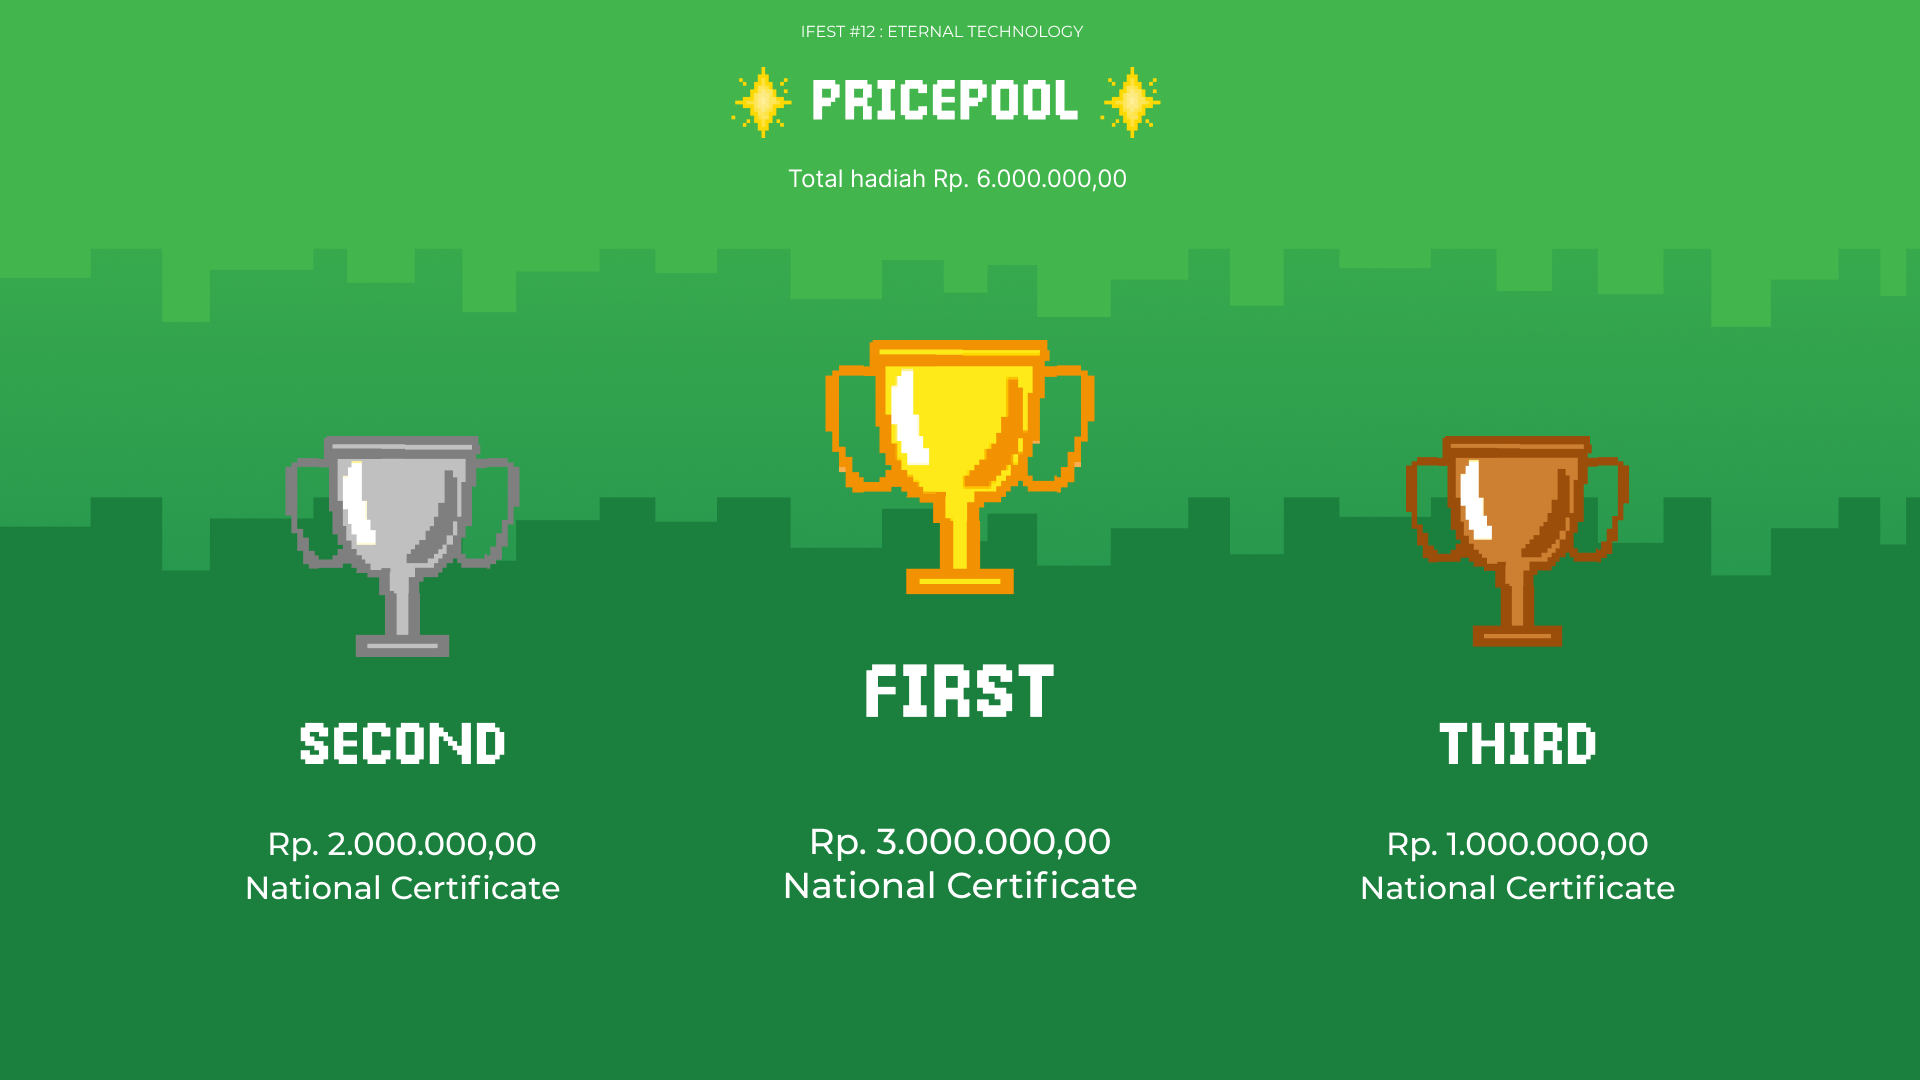 IFEST #12 : ETERNAL TECHNOLOGY
PRICEPOOL
Total hadiah Rp. 6.000.000,00
SECOND
Rp. 2.000.000,00
National Certificate
FIRST
Rp. 3.000.000,00
National Certificate
THIRD
Rp. 1.000.000,00
National Certificate